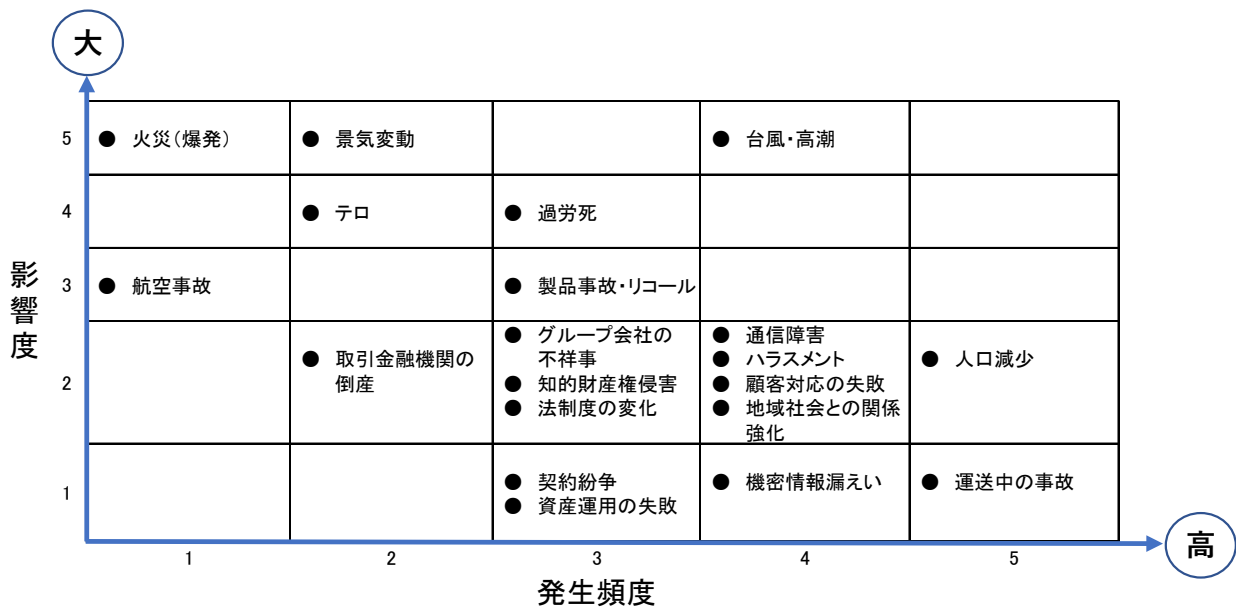 大
5
● 火災(爆発)
● 景気変動
● 台風・高潮
4
● テロ
● 過労死
影響度
3
● 航空事故
● 製品事故・リコール
2
● 取引金融機関の
倒産
● グループ会社の
不祥事
● 知的財産権侵害
● 法制度の変化
● 通信障害
● ハラスメント
● 顧客対応の失敗
● 地域社会との関係
強化
● 人口減少
1
● 契約紛争
● 資産運用の失敗
● 機密情報漏えい
● 運送中の事故
1 2 3 4 5
高
発生頻度